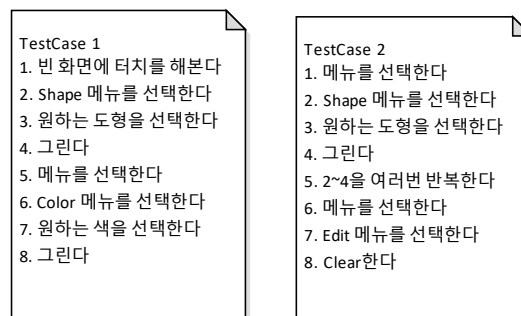 TestCase 1
1. 빈 화면에 터치를 해본다
2. Shape 메뉴를 선택한다
3. 원하는 도형을 선택한다
4. 그린다
5. 메뉴를 선택한다
6. Color 메뉴를 선택한다
7. 원하는 색을 선택한다
8. 그린다
TestCase 2
1. 메뉴를 선택한다
2. Shape 메뉴를 선택한다
3. 원하는 도형을 선택한다
4. 그린다
5. 2~4을 여러번 반복한다
6. 메뉴를 선택한다
7. Edit 메뉴를 선택한다
8. Clear한다